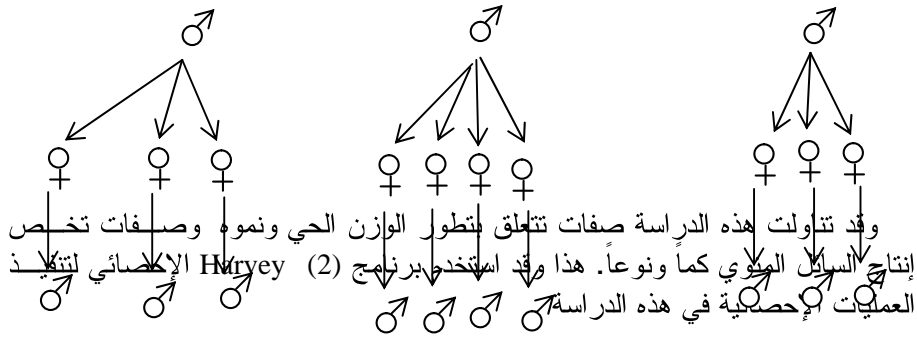 وقد تناولت هذه الدراسة صفات تتعلق بتطور الوزن الحي ونموه وصفات تخص
إنتاج السائل المنوي كماً ونوعاً. هذا وقد استخدم برنامج Harvey (2) الإحصائي لتنفيذ
العمليات الإحصائية في هذه الدراسة.